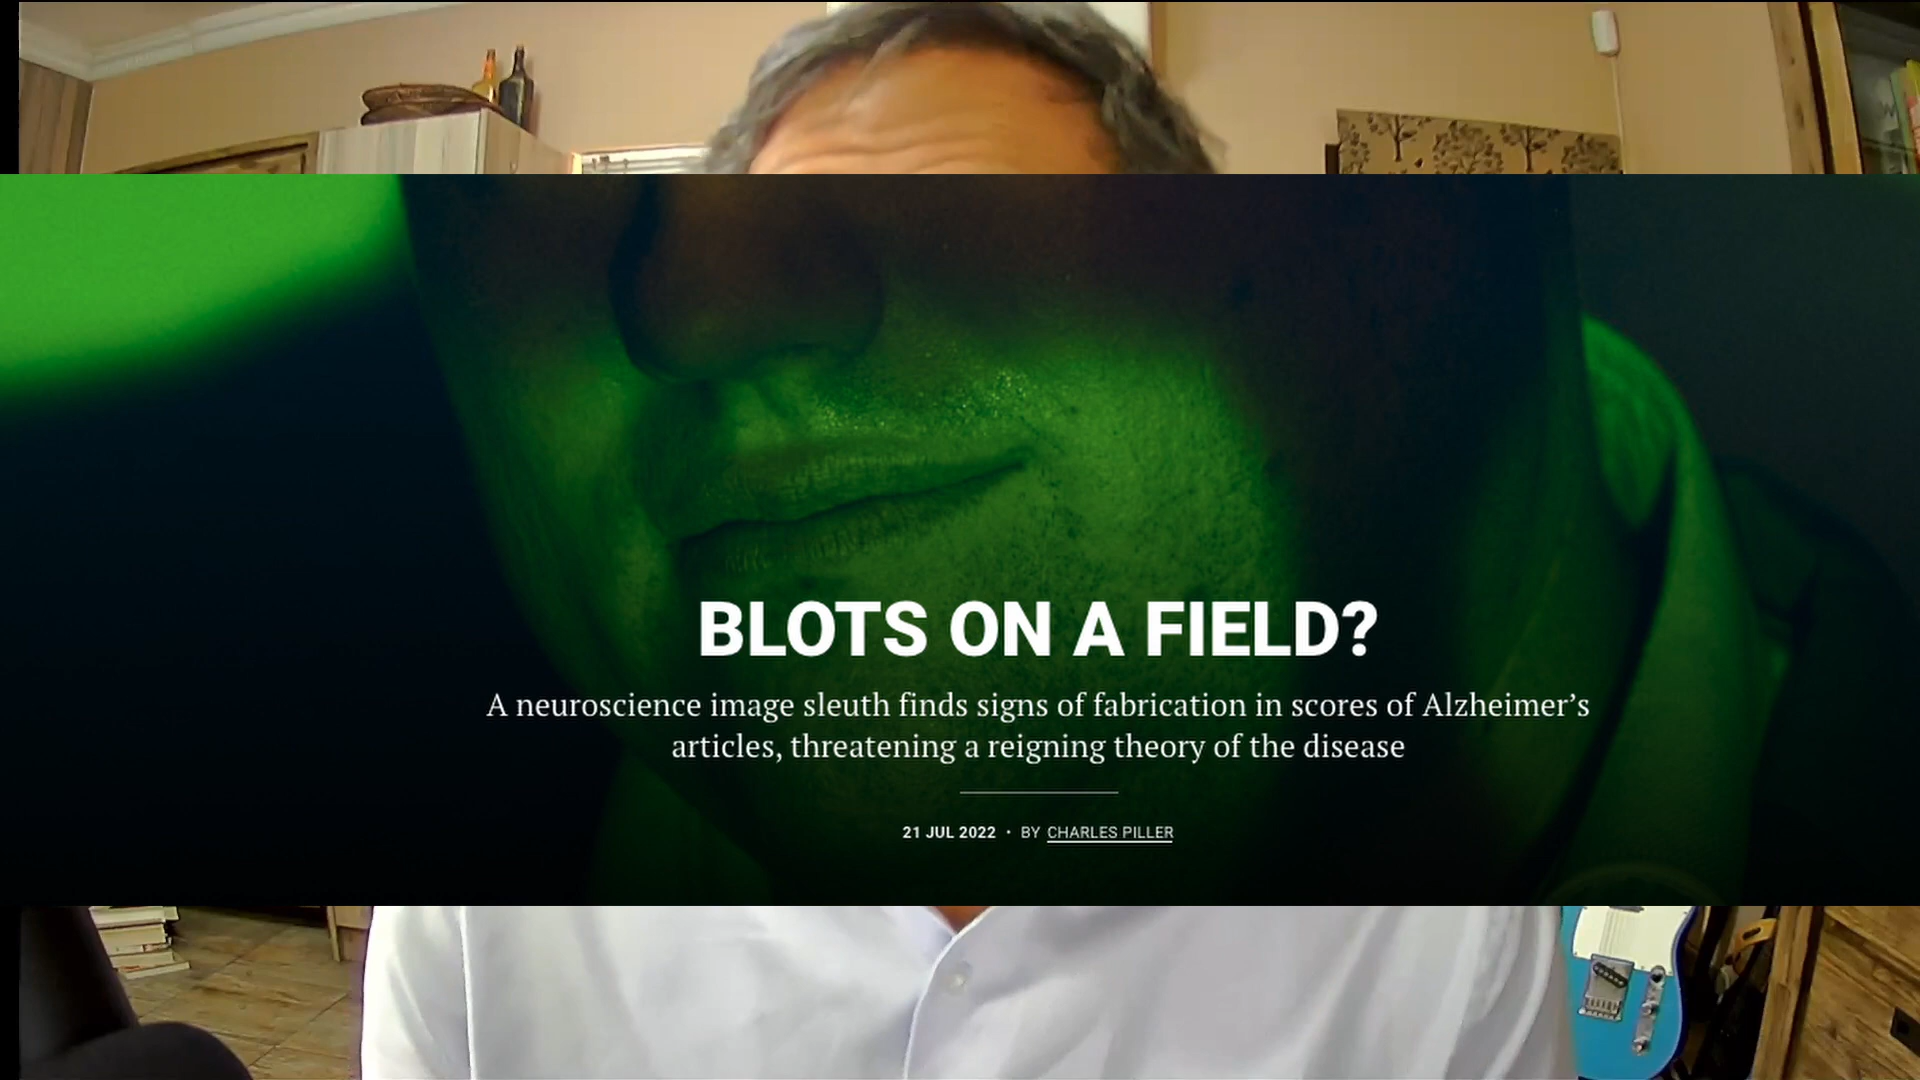 BLOTS ON A FIELD?
A neuroscience image sleuth finds signs of fabrication in scores of Alzheimer’s
articles, threatening a reigning theory of the disease
21 JUL 2022 • BY CHARLES PILLER